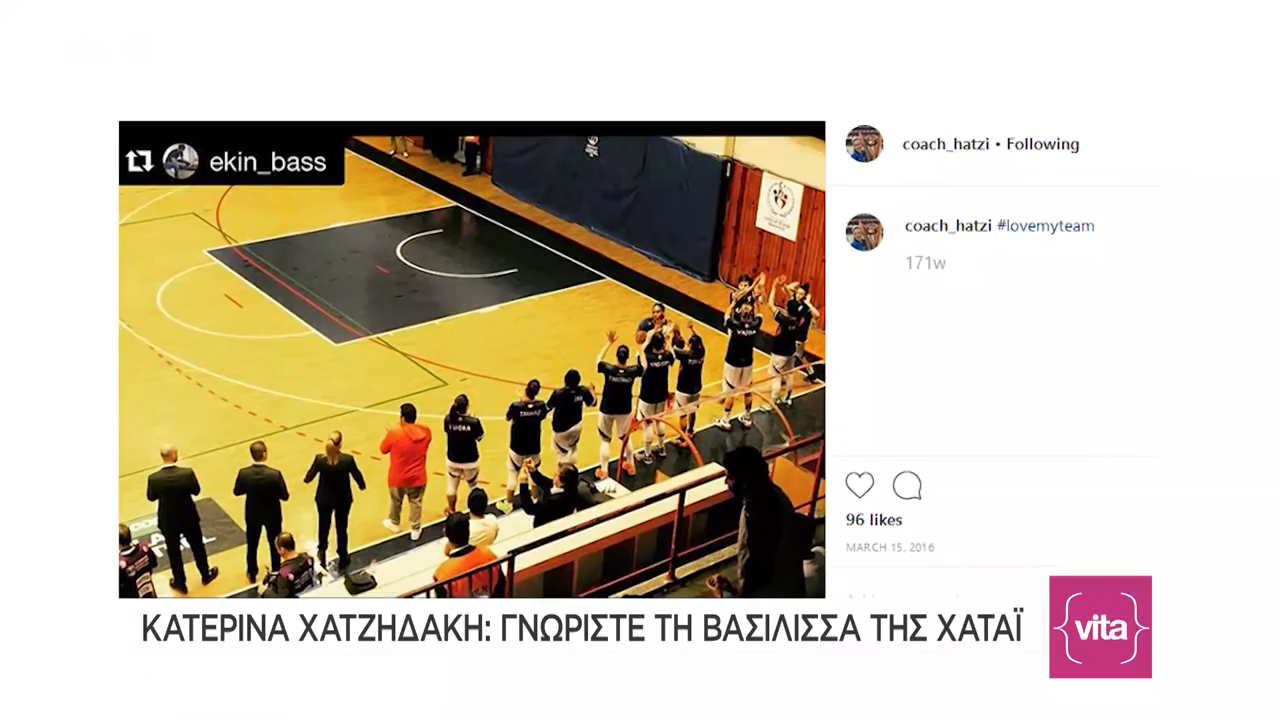 ekin_bass
coach_hatzi • Following
coach_hatzi #lovemyteam
171w
96 likes
MARCH 15, 2016
ΚΑΤΕΡΙΝΑ ΧΑΤΖΗΔΑΚΗ: ΓΝΩΡΙΣΤΕ ΤΗ ΒΑΣΙΛΙΣΣΑ ΤΗΣ ΧΑΤΑΪ
vita